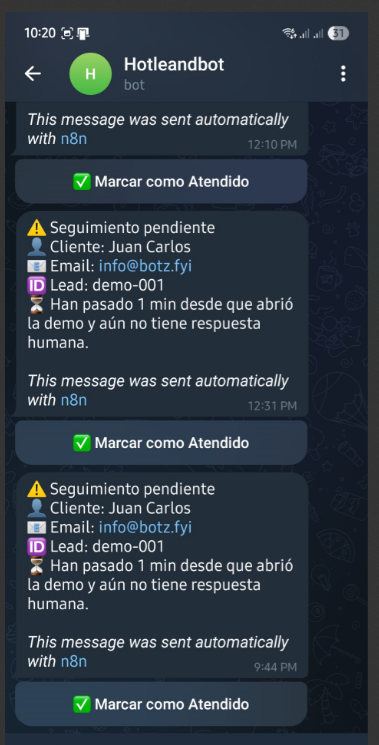 10:20
31
H
Hotleandbot
bot
This message was sent automatically
with n8n
12:10 PM
✅ Marcar como Atendido
⚠️ Seguimiento pendiente
👤 Cliente: Juan Carlos
📧 Email: info@botz.fyi
🆔 Lead: demo-001
⏳ Han pasado 1 min desde que abrió
la demo y aún no tiene respuesta
humana.
This message was sent automatically
with n8n
12:31 PM
✅ Marcar como Atendido
⚠️ Seguimiento pendiente
👤 Cliente: Juan Carlos
📧 Email: info@botz.fyi
🆔 Lead: demo-001
⏳ Han pasado 1 min desde que abrió
la demo y aún no tiene respuesta
humana.
This message was sent automatically
with n8n
9:44 PM
✅ Marcar como Atendido